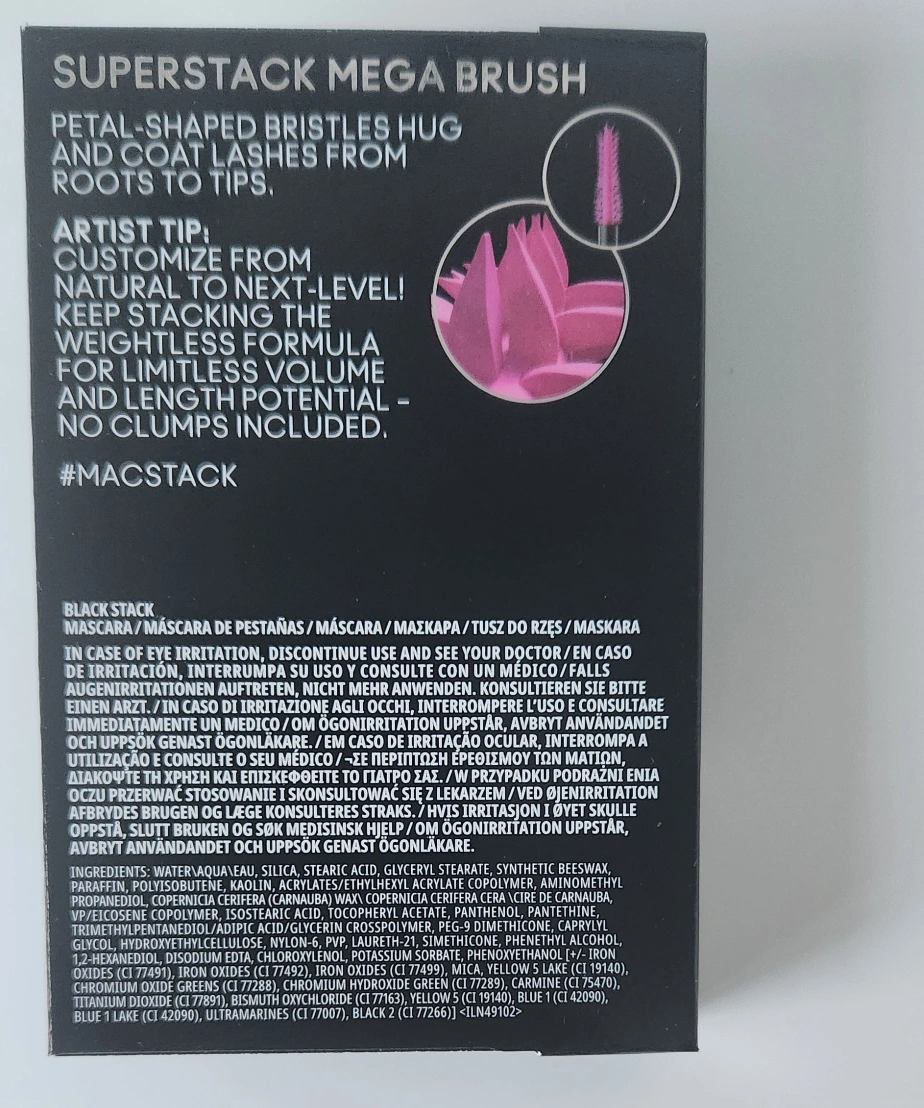 SUPERSTACK MEGA BRUSH
PETAL-SHAPED BRISTLES HUG
AND COAT LASHES FROM
ROOTS TO TIPS.
ARTIST TIP:
CUSTOMIZE FROM
NATURAL TO NEXT-LEVEL!
KEEP STACKING THE
WEIGHTLESS FORMULA
FOR LIMITLESS VOLUME
AND LENGTH POTENTIAL –
NO CLUMPS INCLUDED.
#MACSTACK
BLACK STACK
MASCARA / MÁSCARA DE PESTAÑAS / MÁSCARA / ΜΑΣΚΑΡΑ / TUSZ DO RZĘS / MASKARA
IN CASE OF EYE IRRITATION, DISCONTINUE USE AND SEE YOUR DOCTOR / EN CASO
DE IRRITACIÓN, INTERRUMPA SU USO Y CONSULTE CON UN MÉDICO / FALLS
AUGENIRRITATIONEN AUFTRETEN, NICHT MEHR ANWENDEN. KONSULTIEREN SIE BITTE
EINEN ARZT. / IN CASO DI IRRITAZIONE AGLI OCCHI, INTERROMPERE L'USO E CONSULTARE
IMMEDIATAMENTE UN MEDICO / OM ÖGONIRRITATION UPPSTÅR, AVBRYT ANVÄNDANDET
OCH UPPSÖK GENAST ÖGONLÄKARE. / EM CASO DE IRRITAÇÃO OCULAR, INTERROMPA A
UTILIZAÇÃO E CONSULTE O SEU MÉDICO / ¬ΣΕ ΠΕΡΙΠΤΩΣΗ ΕΡΕΘΙΣΜΟΥ ΤΩΝ ΜΑΤΙΩΝ,
ΔΙΑΚΟΨΤΕ ΤΗ ΧΡΗΣΗ ΚΑΙ ΕΠΙΣΚΕΦΘΕΙΤΕ ΤΟ ΓΙΑΤΡΟ ΣΑΣ. / W PRZYPADKU PODRAŻNI ENIA
OCZU PRZERWAĆ STOSOWANIE I SKONSULTOWAĆ SIĘ Z LEKARZEM / VED ØJENIRRITATION
AFBRYDES BRUGEN OG LÆGE KONSULTERES STRAKS. / HVIS IRRITASJON I ØYET SKULLE
OPPSTÅ, SLUTT BRUKEN OG SØK MEDISINSK HJELP / OM ÖGONIRRITATION UPPSTÅR,
AVBRYT ANVÄNDANDET OCH UPPSÖK GENAST ÖGONLÄKARE.
INGREDIENTS: WATER\AQUA\EAU, SILICA, STEARIC ACID, GLYCERYL STEARATE, SYNTHETIC BEESWAX,
PARAFFIN, POLYISOBUTENE, KAOLIN, ACRYLATES/ETHYLHEXYL ACRYLATE COPOLYMER, AMINOMETHYL
PROPANEDIOL, COPERNICIA CERIFERA (CARNAUBA) WAX\ COPERNICIA CERIFERA CERA \CIRE DE CARNAUBA,
VP/EICOSENE COPOLYMER, ISOSTEARIC ACID, TOCOPHERYL ACETATE, PANTHENOL, PANTETHINE,
TRIMETHYLPENTANEDIOL/ADIPIC ACID/GLYCERIN CROSSPOLYMER, PEG-9 DIMETHICONE, CAPRYLYL
GLYCOL, HYDROXYETHYLCELLULOSE, NYLON-6, PVP, LAURETH-21, SIMETHICONE, PHENETHYL ALCOHOL,
1,2-HEXANEDIOL, DISODIUM EDTA, CHLOROXYLENOL, POTASSIUM SORBATE, PHENOXYETHANOL [+/- IRON
OXIDES (CI 77491), IRON OXIDES (CI 77492), IRON OXIDES (CI 77499), MICA, YELLOW 5 LAKE (CI 19140),
CHROMIUM OXIDE GREENS (CI 77288), CHROMIUM HYDROXIDE GREEN (CI 77289), CARMINE (CI 75470),
TITANIUM DIOXIDE (CI 77891), BISMUTH OXYCHLORIDE (CI 77163), YELLOW 5 (CI 19140), BLUE 1 (CI 42090),
BLUE 1 LAKE (CI 42090), ULTRAMARINES (CI 77007), BLACK 2 (CI 77266)] <ILN49102>